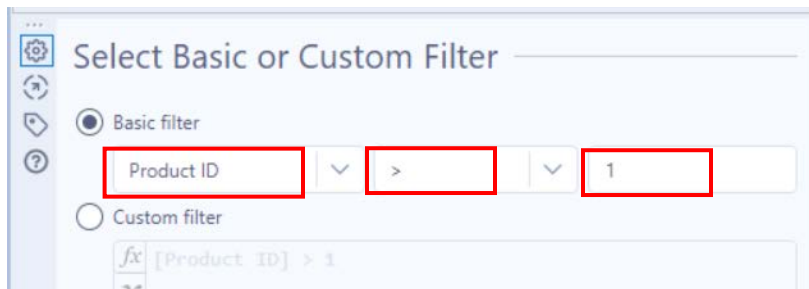 Select Basic or Custom Filter
Basic filter
Product ID > 1
Custom filter
fx [Product ID] > 1